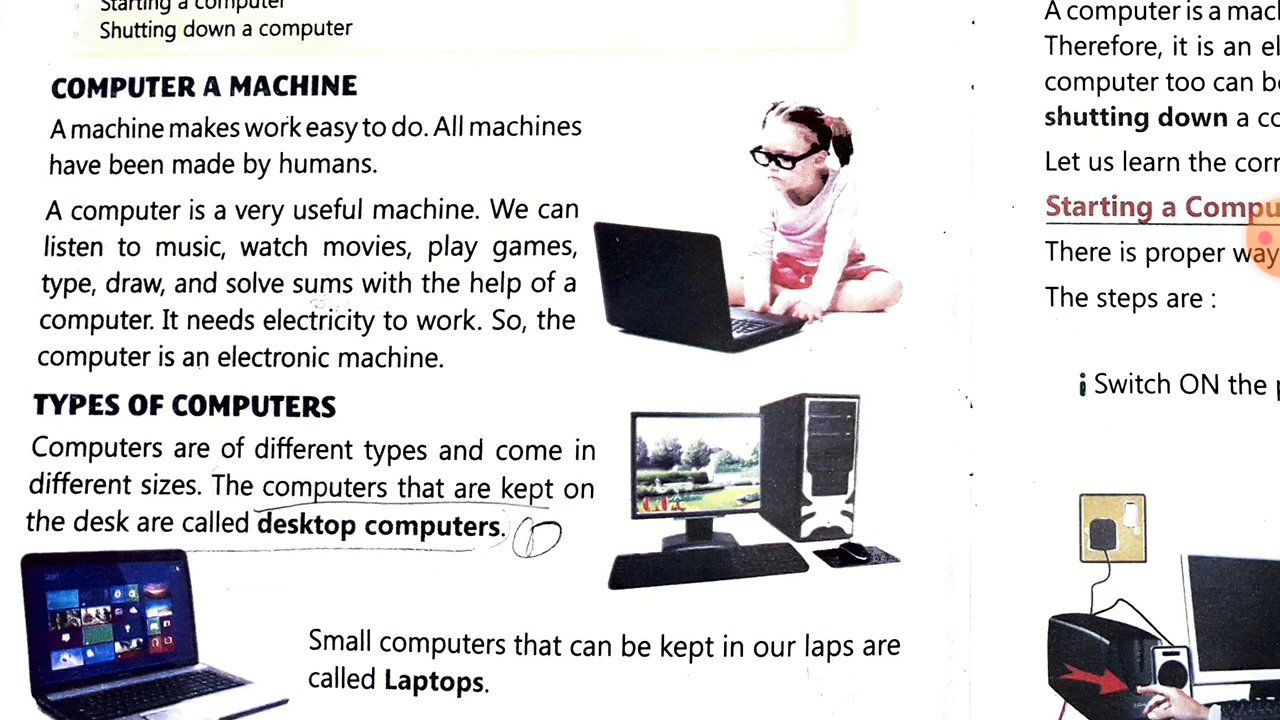 Starting a computer
Shutting down a computer
COMPUTER A MACHINE
A machine makes work easy to do. All machines
have been made by humans.
A computer is a very useful machine. We can
listen to music, watch movies, play games,
type, draw, and solve sums with the help of a
computer. It needs electricity to work. So, the
computer is an electronic machine.
TYPES OF COMPUTERS
Computers are of different types and come in
different sizes. The computers that are kept on
the desk are called desktop computers.
Small computers that can be kept in our laps are
called Laptops.
A computer is a
Therefore, it is an
computer too can
shutting down a
Let us learn the
Starting a
There is proper way
The steps are :
i Switch ON the